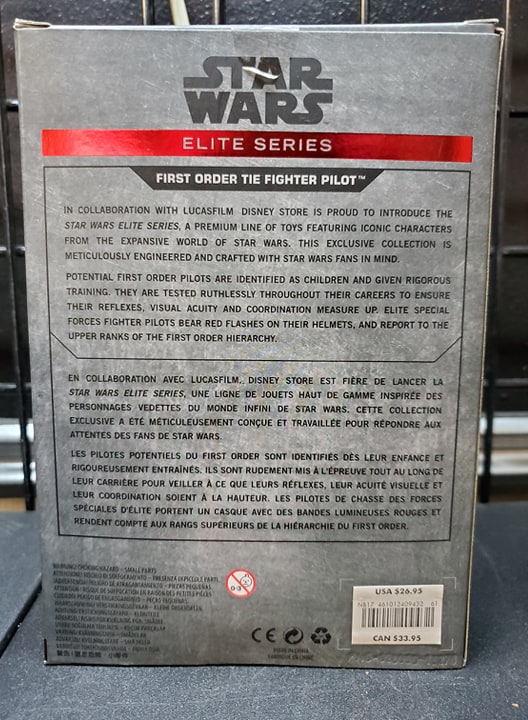 STAR
WARS
ELITE SERIES
FIRST ORDER TIE FIGHTER PILOT™
IN COLLABORATION WITH LUCASFILM DISNEY STORE IS PROUD TO INTRODUCE THE
STAR WARS ELITE SERIES, A PREMIUM LINE OF TOYS FEATURING ICONIC CHARACTERS
FROM THE EXPANSIVE WORLD OF STAR WARS. THIS EXCLUSIVE COLLECTION IS
METICULOUSLY ENGINEERED AND CRAFTED WITH STAR WARS FANS IN MIND.
POTENTIAL FIRST ORDER PILOTS ARE IDENTIFIED AS CHILDREN AND GIVEN RIGOROUS
TRAINING. THEY ARE TESTED RUTHLESSLY THROUGHOUT THEIR CAREERS TO ENSURE
THEIR REFLEXES, VISUAL ACUITY AND COORDINATION MEASURE UP. ELITE SPECIAL
FORCES FIGHTER PILOTS BEAR RED FLASHES ON THEIR HELMETS, AND REPORT TO THE
UPPER RANKS OF THE FIRST ORDER HIERARCHY.
EN COLLABORATION AVEC LUCASFILM, DISNEY STORE EST FIÈRE DE LANCER LA
STAR WARS ELITE SERIES, UNE LIGNE DE JOUETS HAUT DE GAMME INSPIRÉE DES
PERSONNAGES VEDETTES DU MONDE INFINI DE STAR WARS. CETTE COLLECTION
EXCLUSIVE A ÉTÉ MÉTICULEUSEMENT CONÇUE ET TRAVAILLÉE POUR RÉPONDRE AUX
ATTENTES DES FANS DE STAR WARS.
LES PILOTES POTENTIELS DU FIRST ORDER SONT IDENTIFIÉS DÈS LEUR ENFANCE ET
RIGOUREUSEMENT ENTRAÎNÉS. ILS SONT RUDEMENT MIS À L'ÉPREUVE TOUT AU LONG DE
LEUR CARRIÈRE POUR VEILLER À CE QUE LEURS RÉFLEXES, LEUR ACUITÉ VISUELLE ET
LEUR COORDINATION SOIENT À LA HAUTEUR. LES PILOTES DE CHASSE DES FORCES
SPÉCIALES D'ÉLITE PORTENT UN CASQUE AVEC DES BANDES LUMINEUSES ROUGES ET
RENDENT COMPTE AUX RANGS SUPÉRIEURS DE LA HIÉRARCHIE DU FIRST ORDER.
WARNING! CHOKING HAZARD - SMALL PARTS
0-3
CE
MADE IN CHINA
FABRIQUÉ EN CHINE
USA $26.95
CAN $33.95